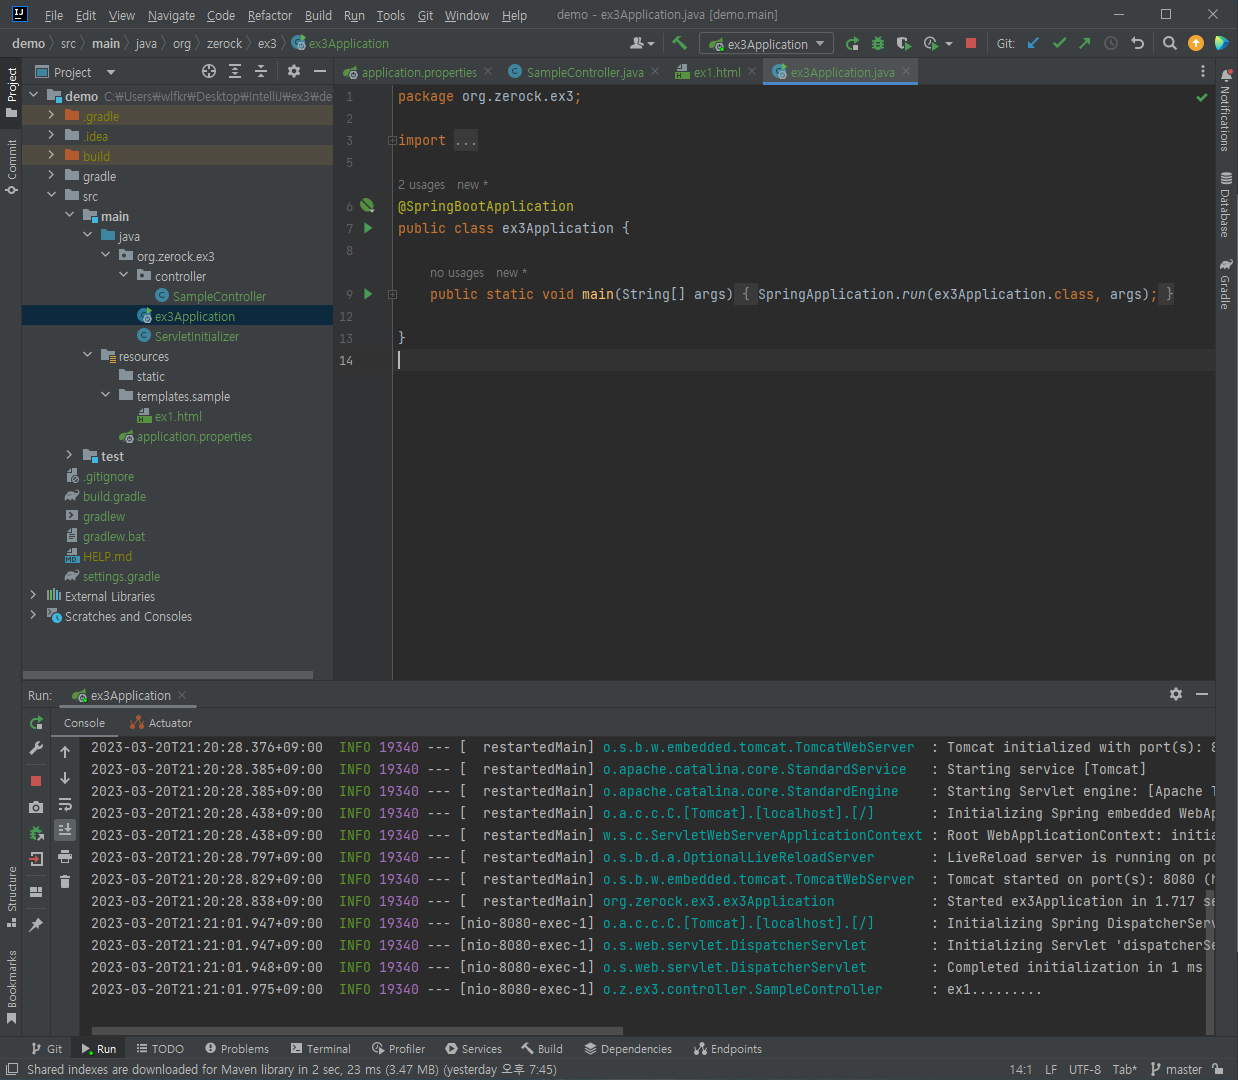 File Edit View Navigate Code Refactor Build Run Tools Git Window Help demo - ex3Application.java [demo.main]
demo src main java org zerock ex3 ex3Application ex3Application Git:
Project
application.properties SampleController.java ex1.html ex3Application.java
demo C:₩Users₩wlfkr₩Desktop₩IntelliJ₩ex3₩de
.gradle
.idea
build
gradle
src
main
java
org.zerock.ex3
controller
SampleController
ex3Application
ServletInitializer
resources
static
templates.sample
ex1.html
application.properties
test
.gitignore
build.gradle
gradlew
gradlew.bat
HELP.md
settings.gradle
External Libraries
Scratches and Consoles
1 package org.zerock.ex3;
2
3 import ...
5
2 usages new *
6 @SpringBootApplication
7 public class ex3Application {
8
no usages new *
9 public static void main(String[] args) { SpringApplication.run(ex3Application.class, args); }
12
13 }
14
Project
Commit
Structure
Bookmarks
Notifications
Database
Gradle
Run: ex3Application
Console Actuator
2023-03-20T21:20:28.376+09:00 INFO 19340 --- [ restartedMain] o.s.b.w.embedded.tomcat.TomcatWebServer : Tomcat initialized with port(s): 8
2023-03-20T21:20:28.385+09:00 INFO 19340 --- [ restartedMain] o.apache.catalina.core.StandardService : Starting service [Tomcat]
2023-03-20T21:20:28.385+09:00 INFO 19340 --- [ restartedMain] o.apache.catalina.core.StandardEngine : Starting Servlet engine: [Apache T
2023-03-20T21:20:28.438+09:00 INFO 19340 --- [ restartedMain] o.a.c.c.C.[Tomcat].[localhost].[/] : Initializing Spring embedded WebAp
2023-03-20T21:20:28.438+09:00 INFO 19340 --- [ restartedMain] w.s.c.ServletWebServerApplicationContext : Root WebApplicationContext: initia
2023-03-20T21:20:28.797+09:00 INFO 19340 --- [ restartedMain] o.s.b.d.a.OptionalLiveReloadServer : LiveReload server is running on po
2023-03-20T21:20:28.829+09:00 INFO 19340 --- [ restartedMain] o.s.b.w.embedded.tomcat.TomcatWebServer : Tomcat started on port(s): 8080 (h
2023-03-20T21:20:28.838+09:00 INFO 19340 --- [ restartedMain] org.zerock.ex3.ex3Application : Started ex3Application in 1.717 se
2023-03-20T21:21:01.947+09:00 INFO 19340 --- [nio-8080-exec-1] o.a.c.c.C.[Tomcat].[localhost].[/] : Initializing Spring DispatcherServ
2023-03-20T21:21:01.947+09:00 INFO 19340 --- [nio-8080-exec-1] o.s.web.servlet.DispatcherServlet : Initializing Servlet 'dispatcherSe
2023-03-20T21:21:01.948+09:00 INFO 19340 --- [nio-8080-exec-1] o.s.web.servlet.DispatcherServlet : Completed initialization in 1 ms
2023-03-20T21:21:01.975+09:00 INFO 19340 --- [nio-8080-exec-1] o.z.ex3.controller.SampleController : ex1.........
Git Run TODO Problems Terminal Profiler Services Build Dependencies Endpoints
Shared indexes are downloaded for Maven library in 2 sec, 23 ms (3.47 MB) (yesterday 오후 7:45) 14:1 LF UTF-8 Tab* master